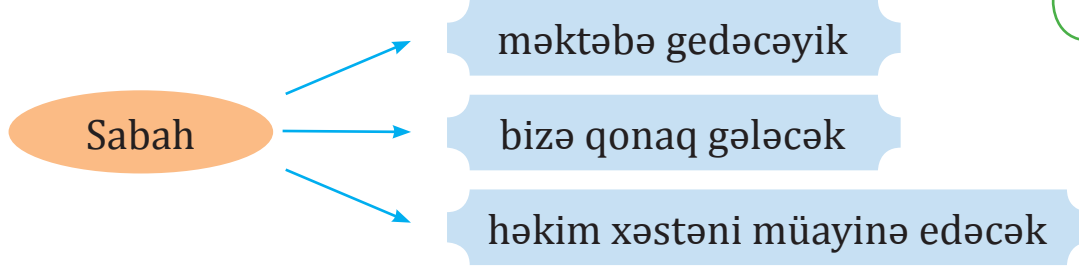 məktəbə gedəcəyik
Sabah
bizə qonaq gələcək
həkim xəstəni müayinə edəcək